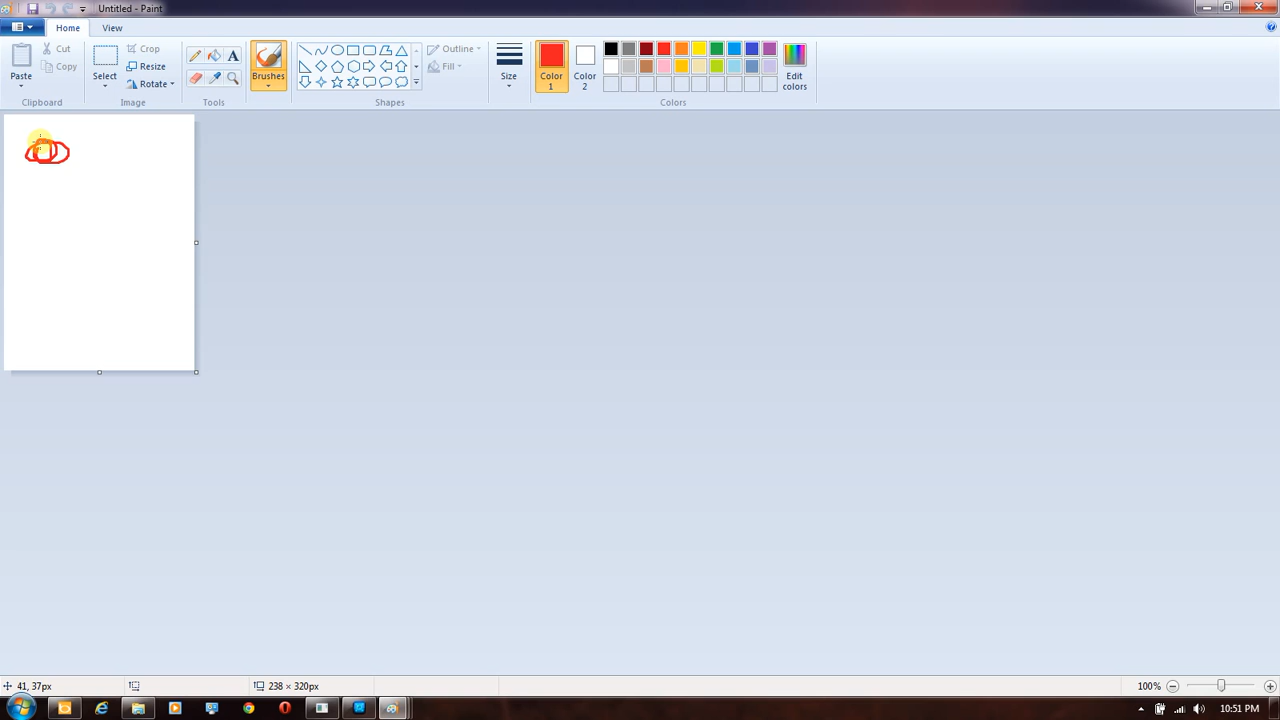 Untitled - Paint
Home View
Paste
Cut
Copy
Clipboard
Select
Crop
Resize
Rotate
Image
A
Tools
Brushes
Outline
Fill
Shapes
Size
Color 1
Color 2
Edit colors
Colors
41, 37px
238 × 320px
100%
10:51 PM